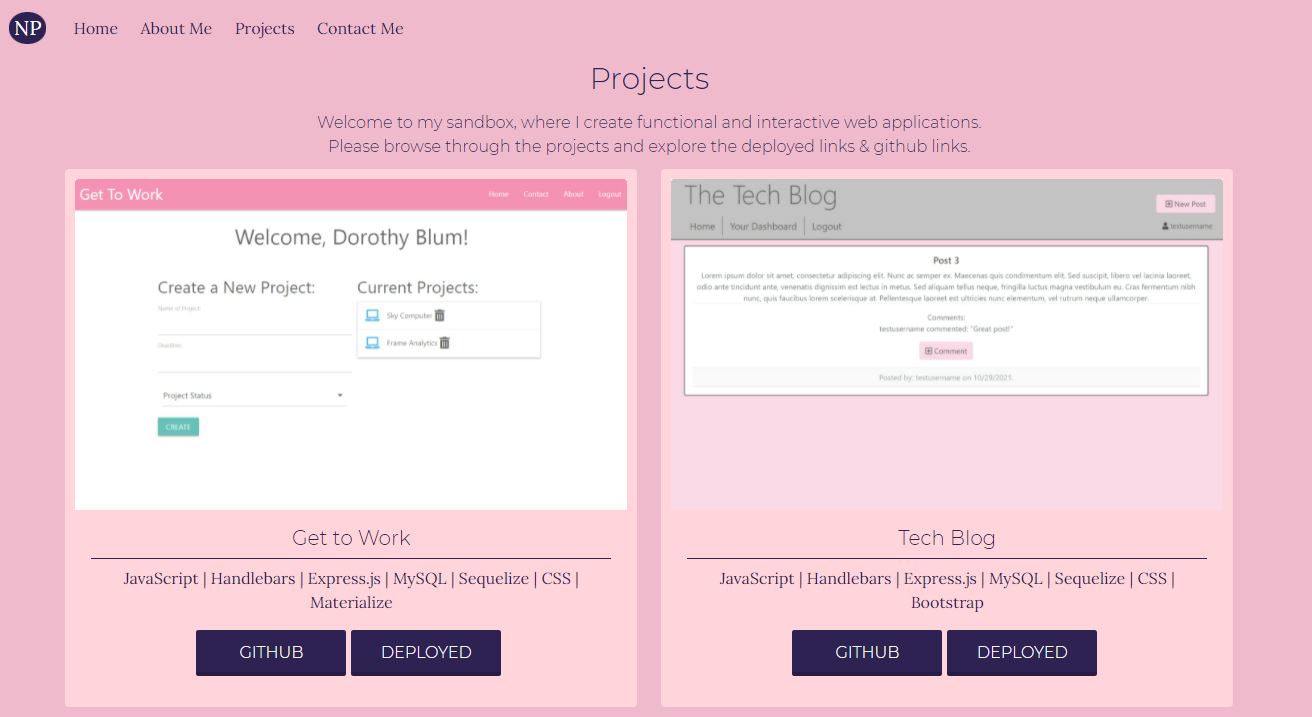 NP Home About Me Projects Contact Me
Projects
Welcome to my sandbox, where I create functional and interactive web applications.
Please browse through the projects and explore the deployed links & github links.
Get To Work Home Contact About Logout
Welcome, Dorothy Blum!
Create a New Project:
Name of Project:
Deadline:
Project Status
CREATE
Current Projects:
Sky Computer
Frame Analytics
Get to Work
JavaScript | Handlebars | Express.js | MySQL | Sequelize | CSS |
Materialize
GITHUB DEPLOYED
The Tech Blog
New Post
Home Your Dashboard Logout
testusername
Post 3
Lorem ipsum dolor sit amet, consectetur adipiscing elit. Nunc ac semper ex. Maecenas quis condimentum elit. Sed suscipit, libero vel lacinia laoreet,
odio ante tincidunt ante, venenatis dignissim est lectus in metus. Sed aliquam tellus neque, fringilla luctus magna vestibulum eu. Cras fermentum nibh
nunc, quis faucibus lorem scelerisque at. Pellentesque laoreet est ultricies nunc elementum, vel rutrum neque ullamcorper.
Comments:
testusername commented: "Great post!"
Comment
Posted by: testusername on 10/29/2021.
Tech Blog
JavaScript | Handlebars | Express.js | MySQL | Sequelize | CSS |
Bootstrap
GITHUB DEPLOYED